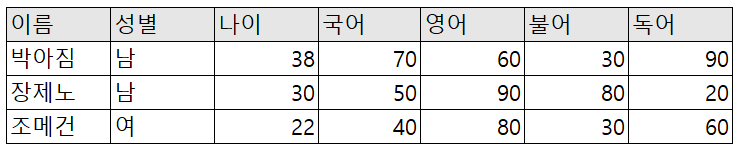 이름 성별 나이 국어 영어 불어 독어
박아짐 남 38 70 60 30 90
장제노 남 30 50 90 80 20
조메건 여 22 40 80 30 60